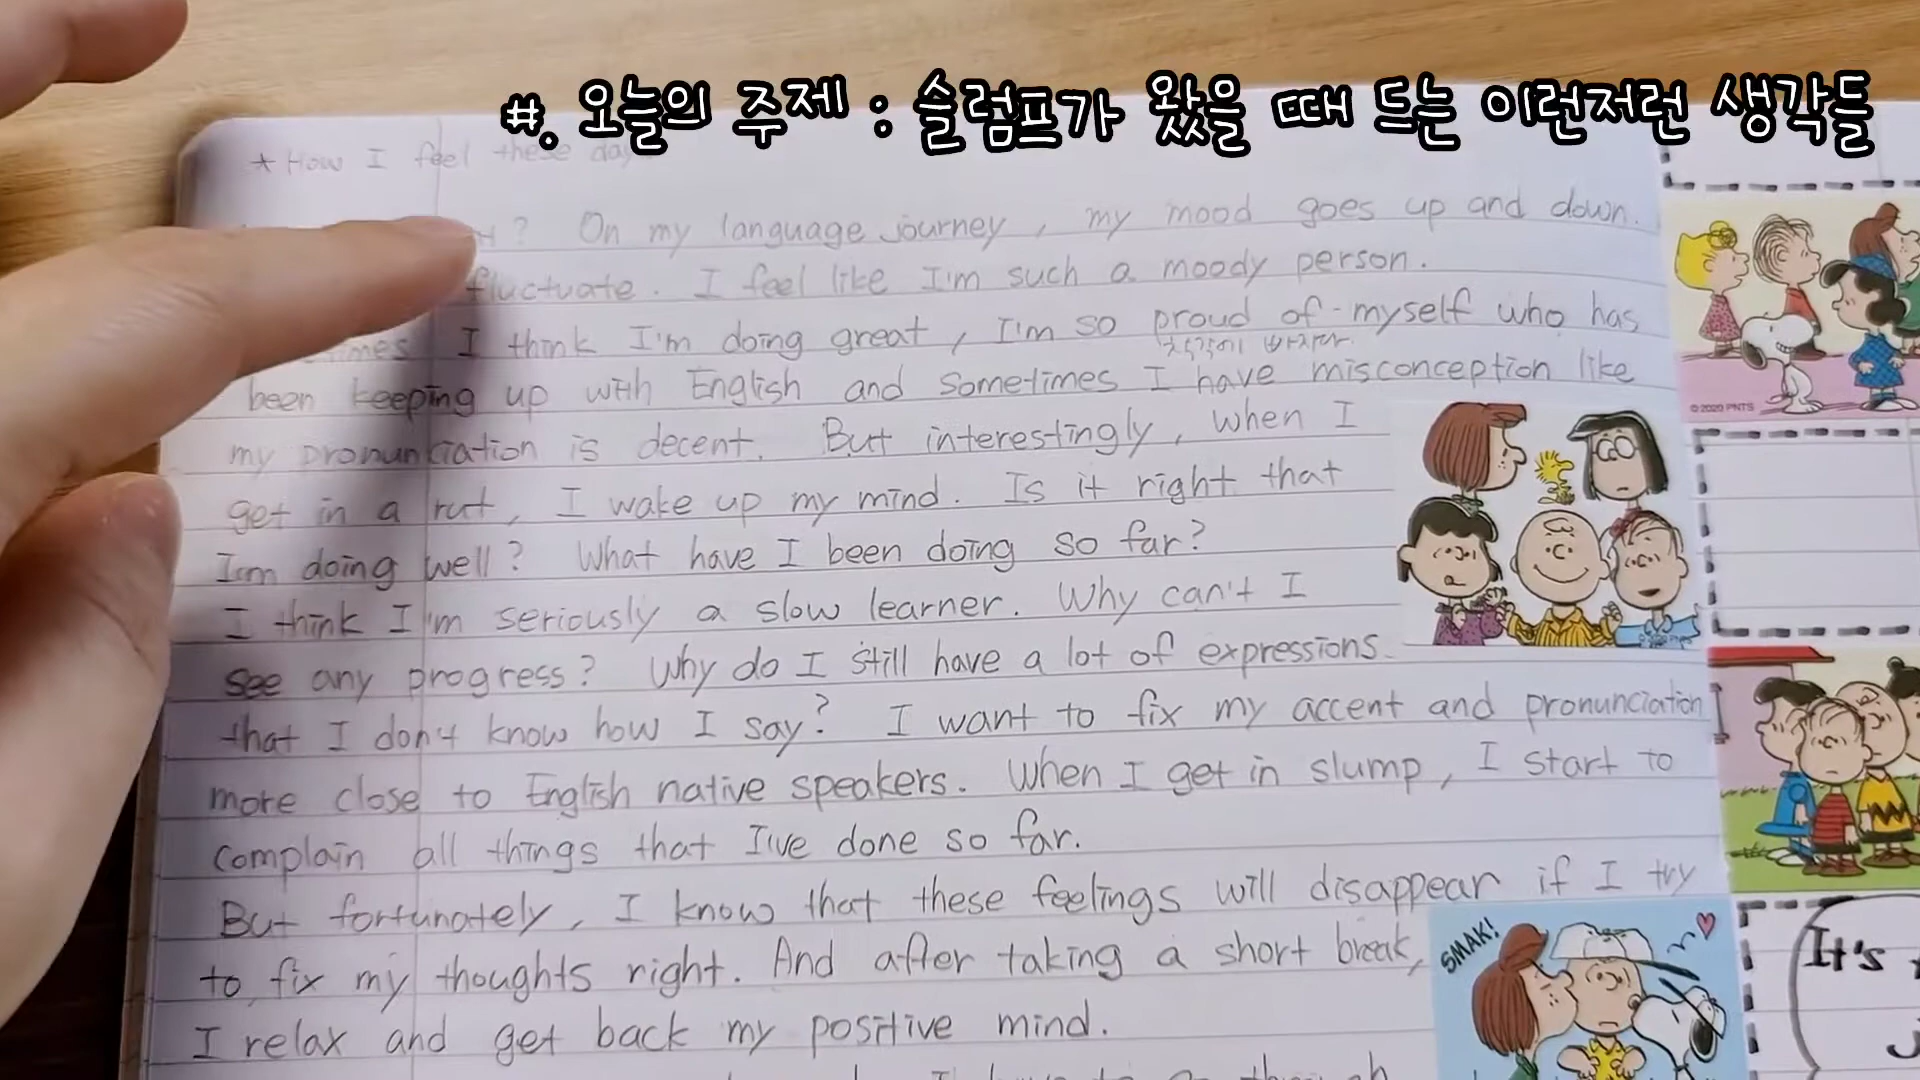 #. 오늘의 주제 : 슬럼프가 왔을 때 드는 이런저런 생각들
* How I feel these day
? On my language journey, my mood goes up and down.
fluctuate. I feel like I'm such a moody person.
I think I'm doing great, I'm so proud of myself who has
been keeping up with English and sometimes I have misconception like
my pronunciation is decent. But interestingly, when I
get in a rut, I wake up my mind. Is it right that
I'm doing well? What have I been doing so far?
I think I'm seriously a slow learner. Why can't I
see any progress? Why do I still have a lot of expressions
that I don't know how I say? I want to fix my accent and pronunciation
more close to English native speakers. When I get in slump, I start to
complain all things that I've done so far.
But fortunately, I know that these feelings will disappear if I try
to fix my thoughts right. And after taking a short break,
I relax and get back my positive mind.
© 2020 PNTS
SMAK!
It's